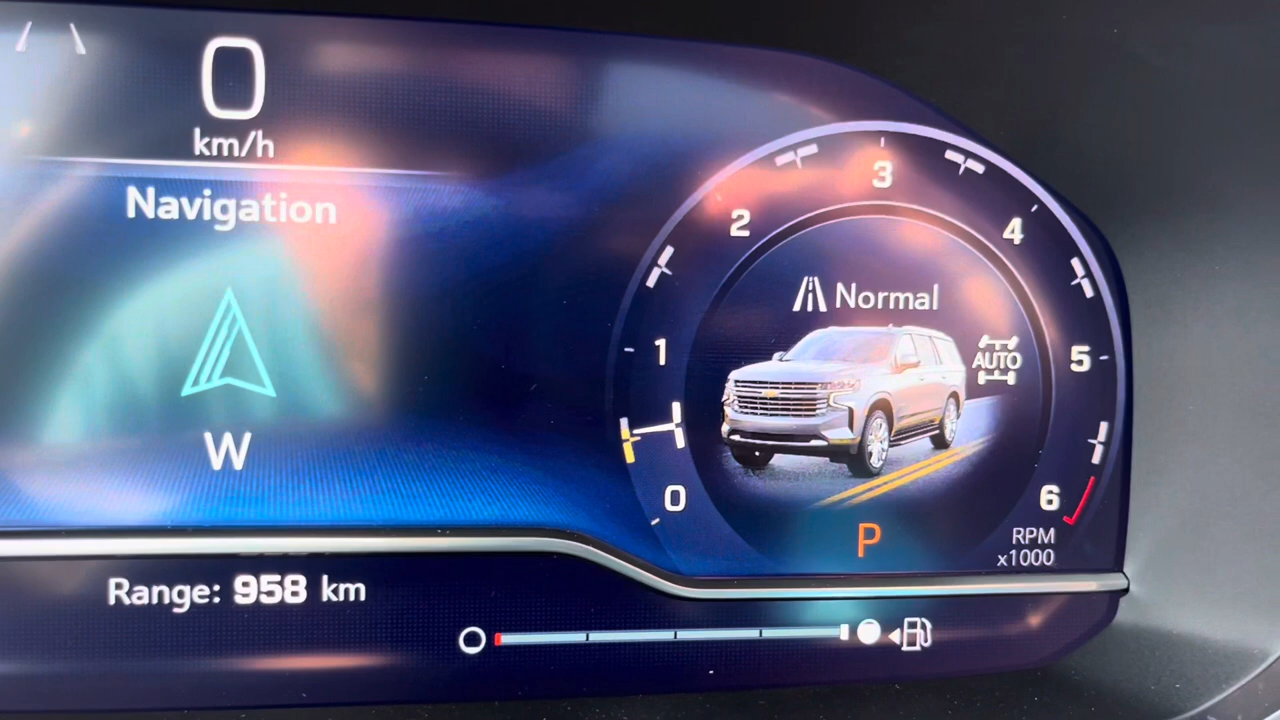 0
km/h
Navigation
W
Range: 958 km
0
1
2
3
4
5
6
RPM
x1000
Normal
AUTO
P